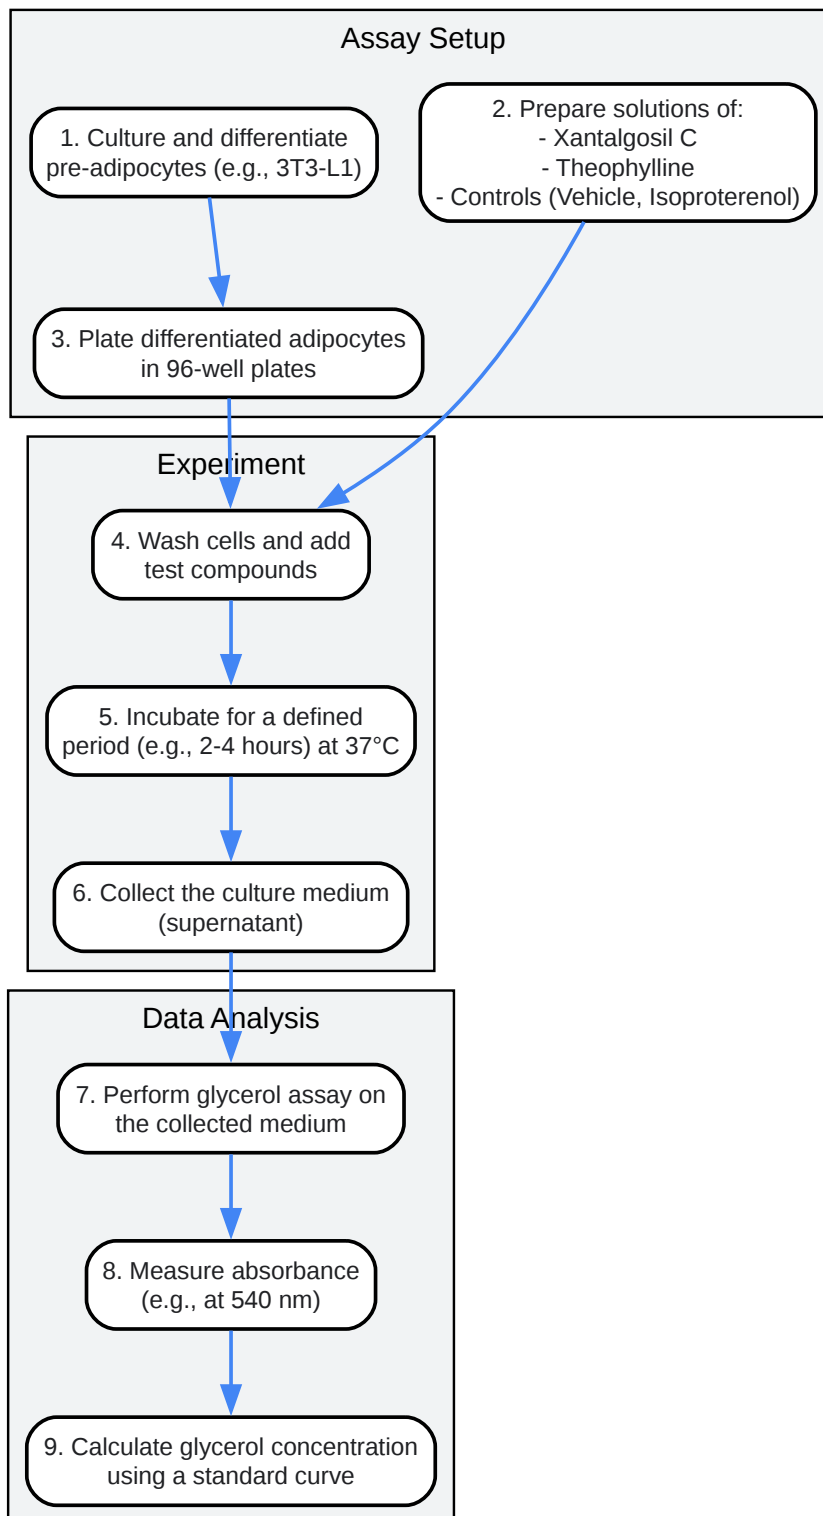 Assay Setup
1. Culture and differentiate
pre-adipocytes (e.g., 3T3-L1)
2. Prepare solutions of:
- Xantalgosil C
- Theophylline
- Controls (Vehicle, Isoproterenol)
3. Plate differentiated adipocytes
in 96-well plates
Experiment
4. Wash cells and add
test compounds
5. Incubate for a defined
period (e.g., 2-4 hours) at 37°C
6. Collect the culture medium
(supernatant)
Data Analysis
7. Perform glycerol assay on
the collected medium
8. Measure absorbance
(e.g., at 540 nm)
9. Calculate glycerol concentration
using a standard curve